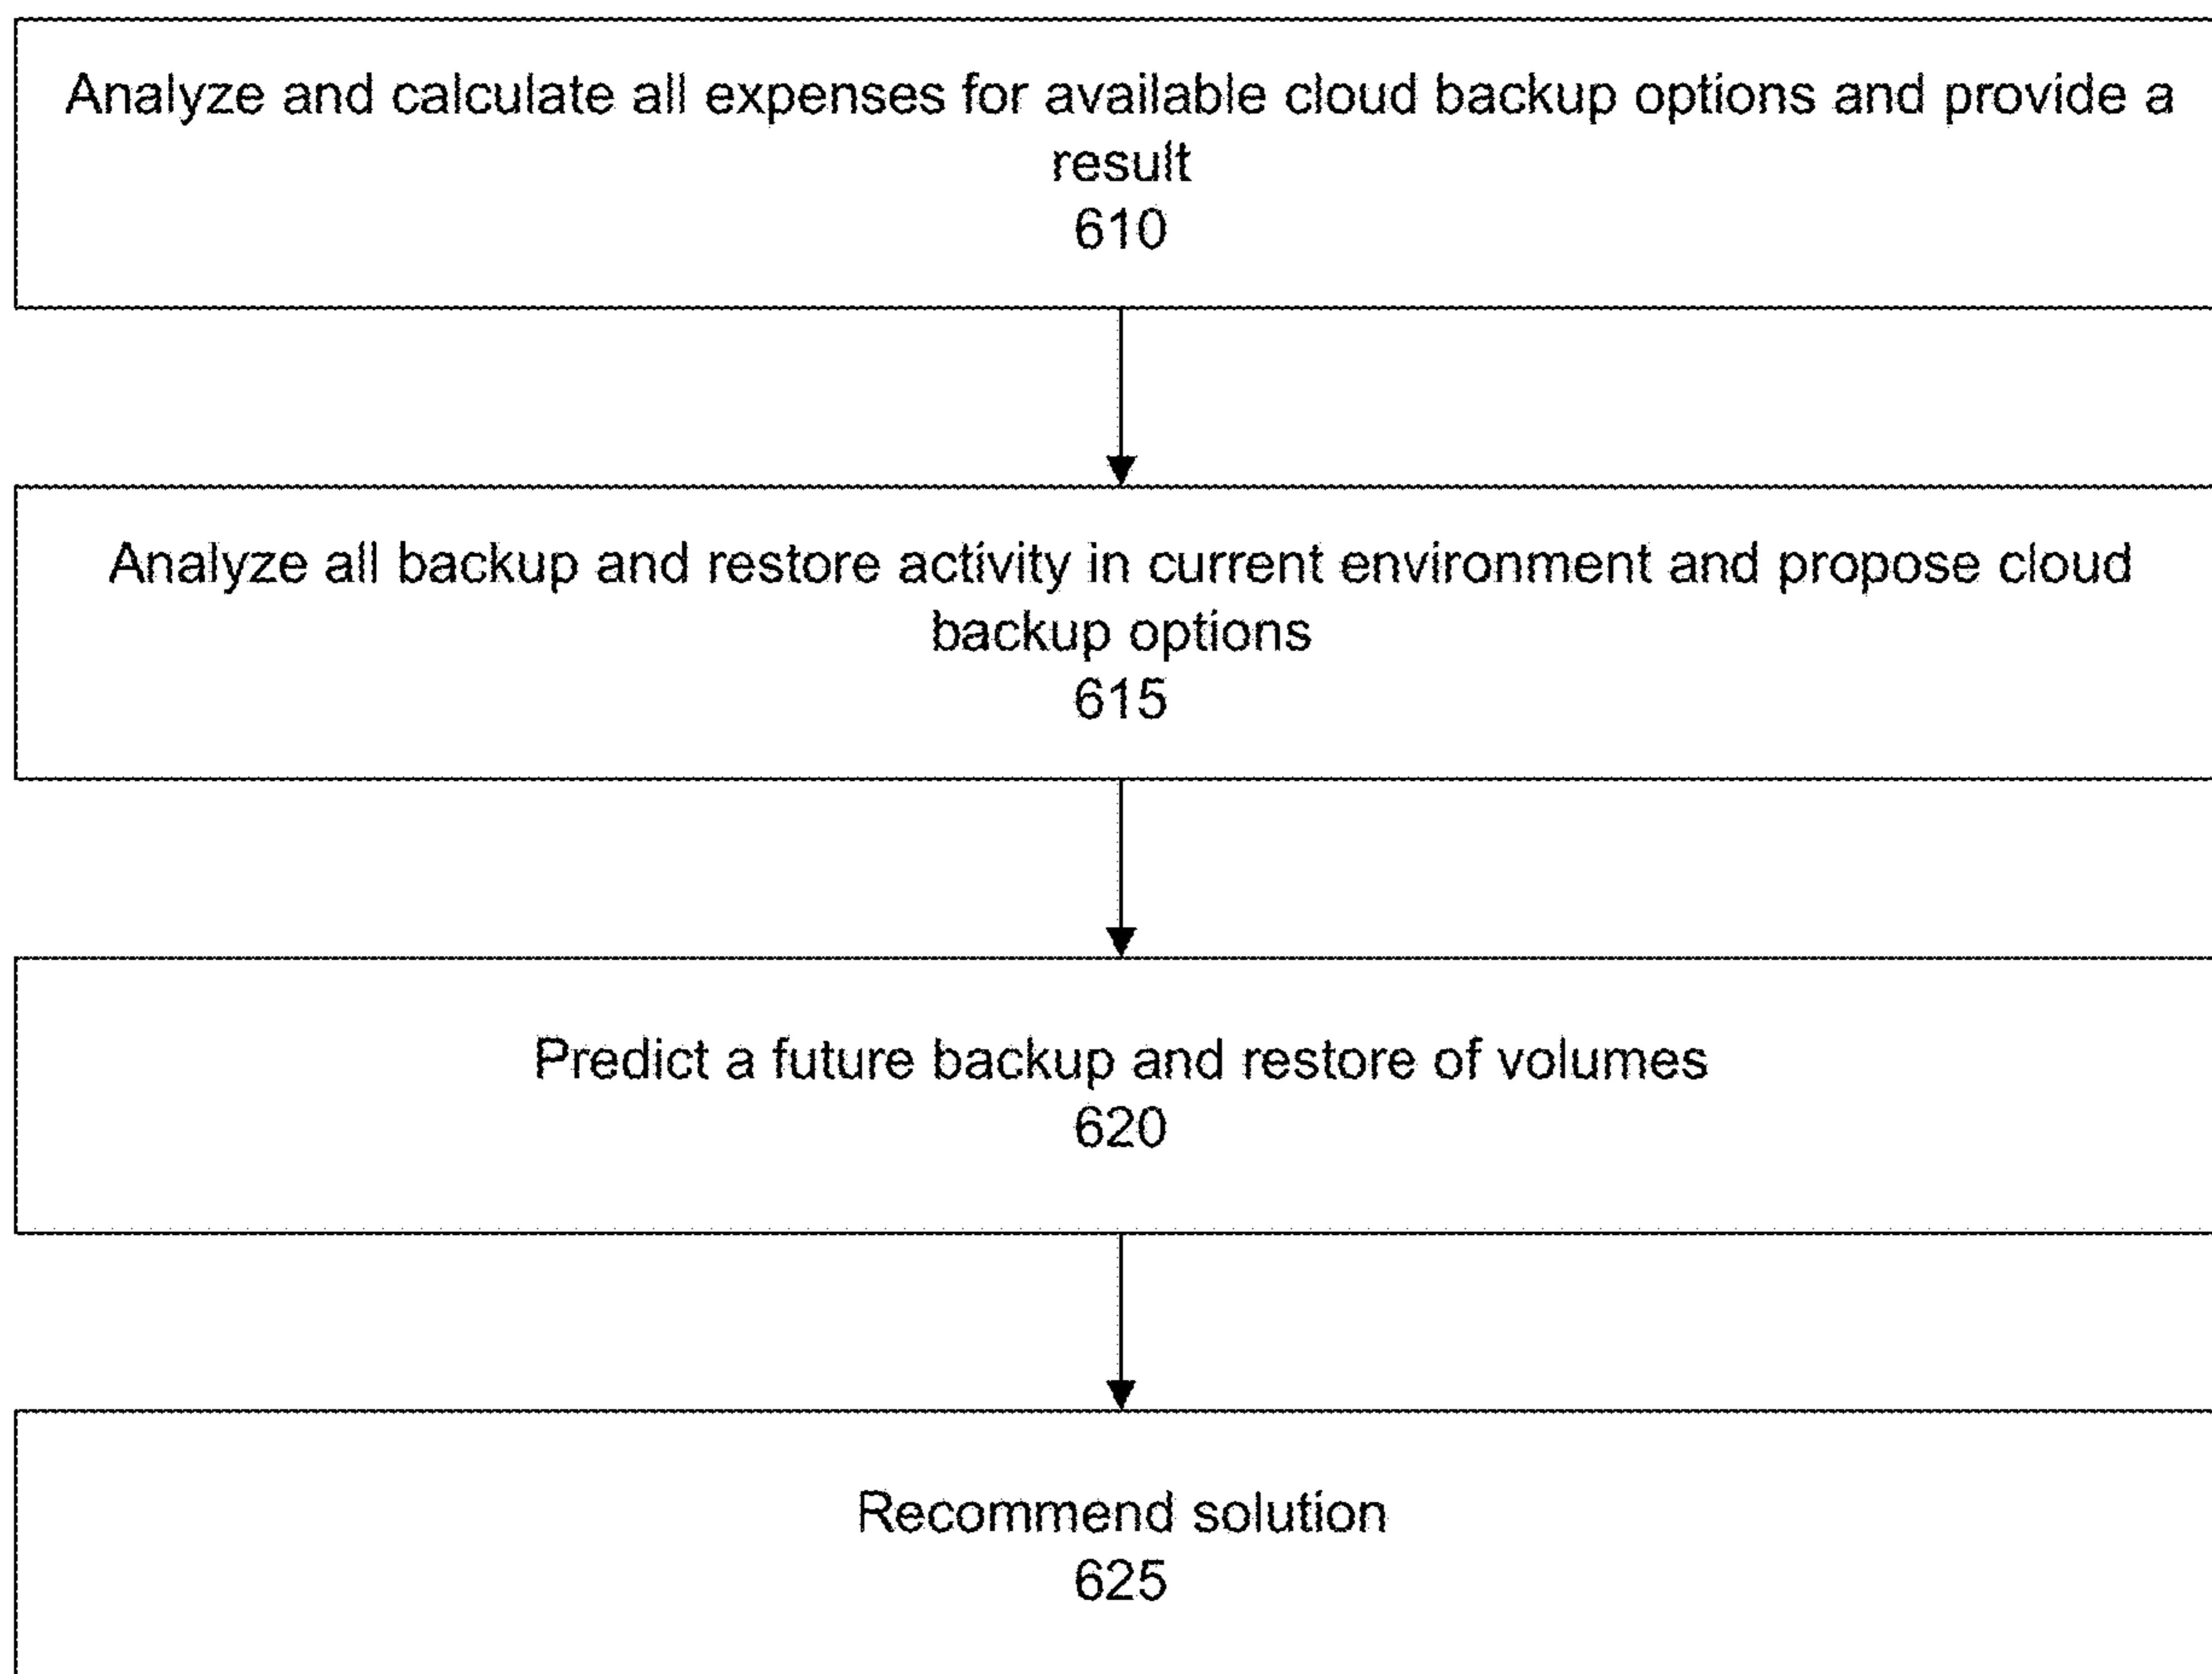 Analyze and calculate all expenses for available cloud backup options and provide a
result
610
Analyze all backup and restore activity in current environment and propose cloud
backup options
615
Predict a future backup and restore of volumes
620
Recommend solution
625